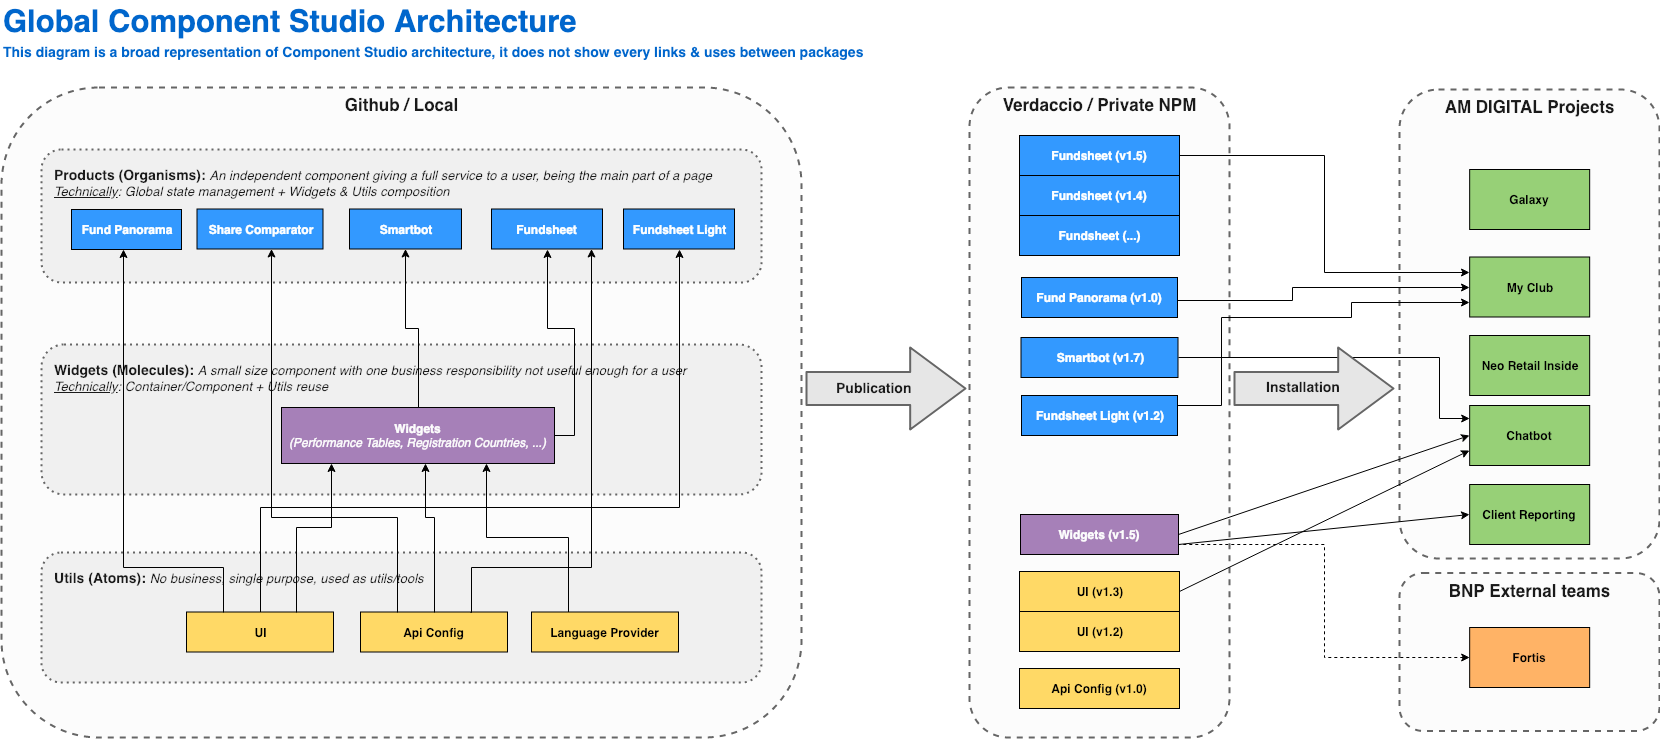 Global Component Studio Architecture
This diagram is a broad representation of Component Studio architecture, it does not show every links & uses between packages
Github / Local
Products (Organisms): An independent component giving a full service to a user, being the main part of a page
Technically: Global state management + Widgets & Utils composition
Fund Panorama
Share Comparator
Smartbot
Fundsheet
Fundsheet Light
Widgets (Molecules): A small size component with one business responsibility not useful enough for a user
Technically: Container/Component + Utils reuse
Widgets
(Performance Tables, Registration Countries, ...)
Utils (Atoms): No business, single purpose, used as utils/tools
UI
Api Config
Language Provider
Publication
Verdaccio / Private NPM
Fundsheet (v1.5)
Fundsheet (v1.4)
Fundsheet (...)
Fund Panorama (v1.0)
Smartbot (v1.7)
Fundsheet Light (v1.2)
Widgets (v1.5)
UI (v1.3)
UI (v1.2)
Api Config (v1.0)
Installation
AM DIGITAL Projects
Galaxy
My Club
Neo Retail Inside
Chatbot
Client Reporting
BNP External teams
Fortis